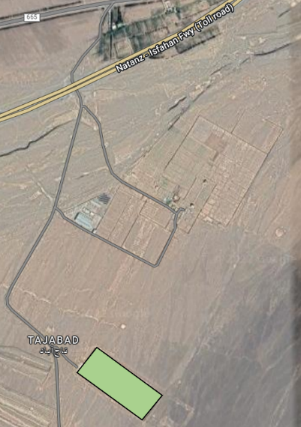 655
Natanz- Isfahan Fwy (Toll road)
TAJABAD
تاج آباد